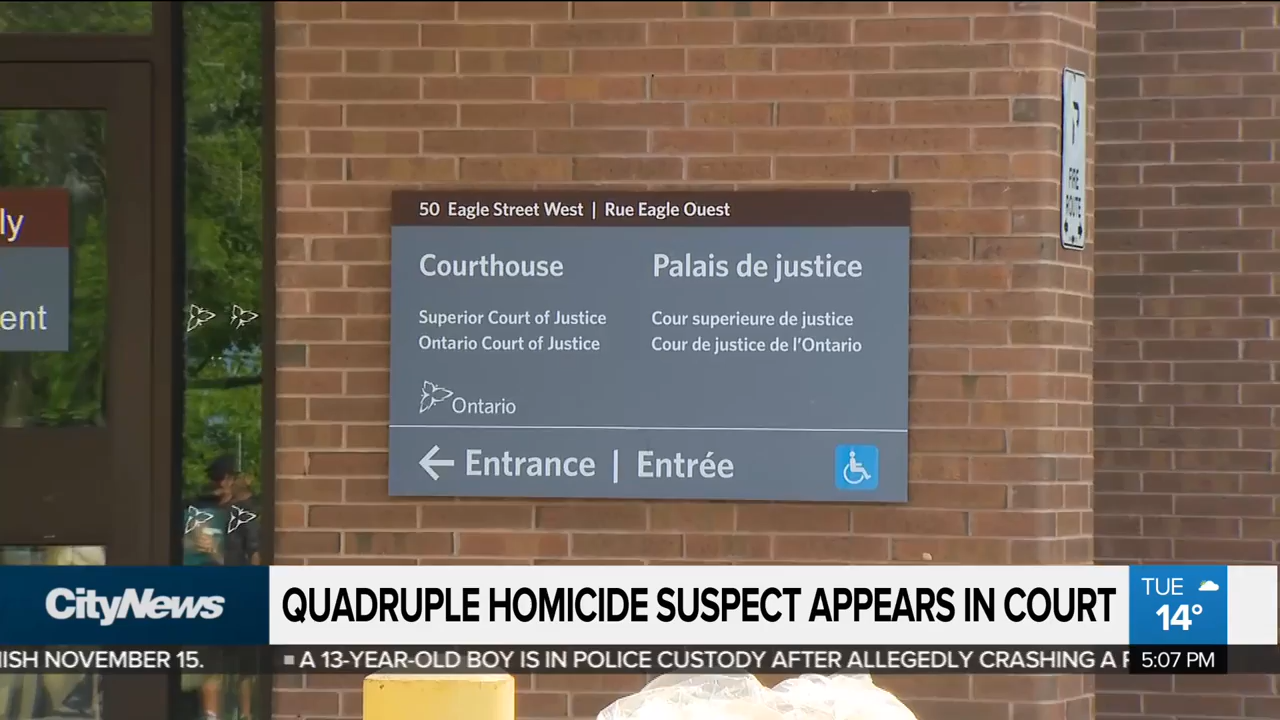 50 Eagle Street West | Rue Eagle Ouest
Courthouse
Palais de justice
Superior Court of Justice
Ontario Court of Justice
Cour superieure de justice
Cour de justice de l'Ontario
Ontario
← Entrance | Entrée
FIRE
ROUTE
ly
ent
CityNews
QUADRUPLE HOMICIDE SUSPECT APPEARS IN COURT
TUE
14°
ISH NOVEMBER 15. ▪ A 13-YEAR-OLD BOY IS IN POLICE CUSTODY AFTER ALLEGEDLY CRASHING A
5:07 PM